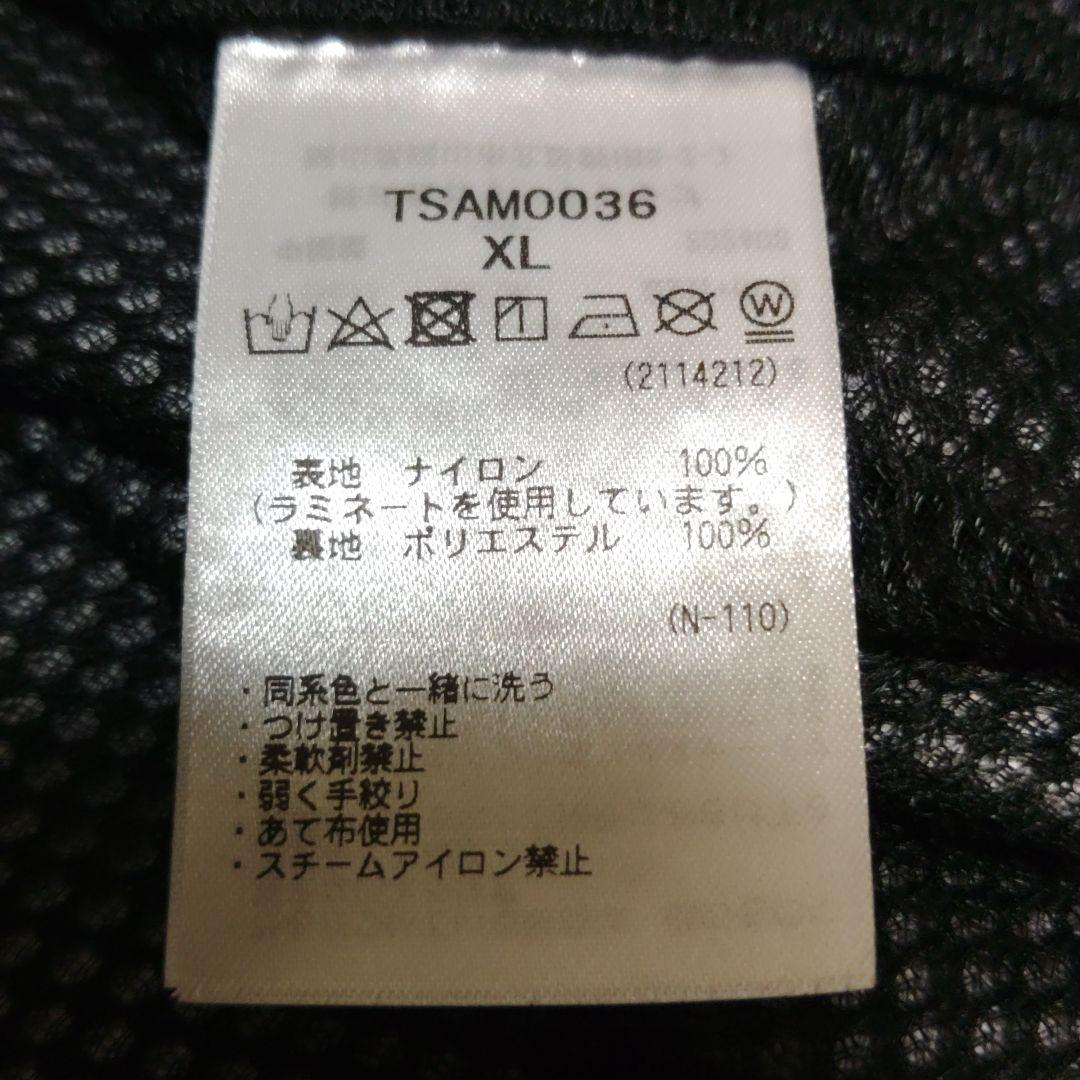 TSAM0036
XL
W
(2114212)
表地 ナイロン 100%
(ラミネートを使用しています。)
裏地 ポリエステル 100%
(N-110)
・同系色と一緒に洗う
・つけ置き禁止
・柔軟剤禁止
・弱く手絞り
・あて布使用
・スチームアイロン禁止